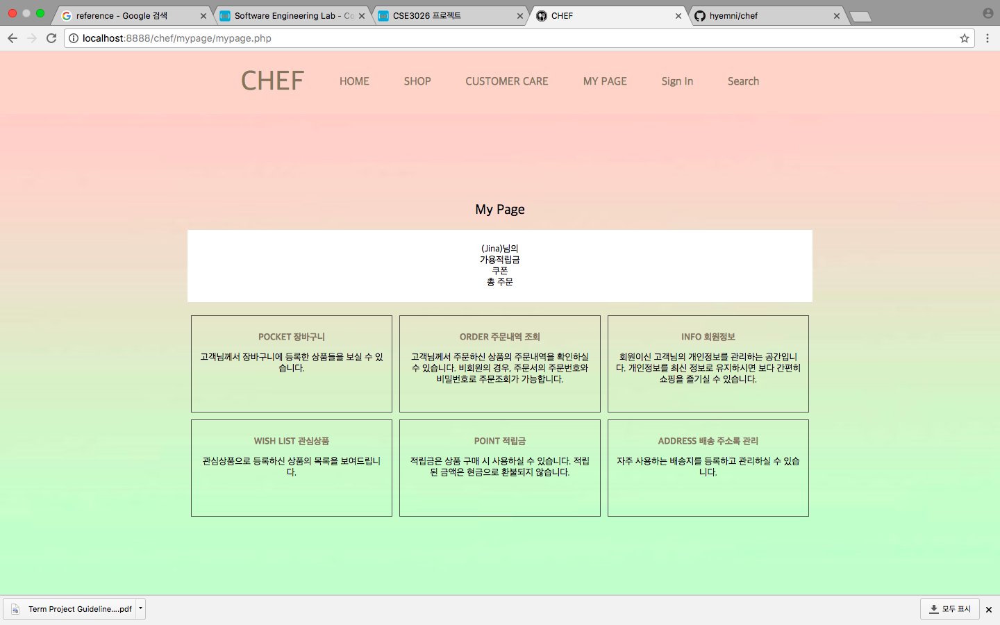 reference - Google 검색
Software Engineering Lab - Co
CSE3026 프로젝트
CHEF
hyemni/chef
localhost:8888/chef/mypage/mypage.php
CHEF
HOME
SHOP
CUSTOMER CARE
MY PAGE
Sign In
Search
My Page
(Jina)님의
가용적립금
쿠폰
총 주문
POCKET 장바구니
고객님께서 장바구니에 등록한 상품들을 보실 수 있
습니다.
ORDER 주문내역 조회
고객님께서 주문하신 상품의 주문내역을 확인하실
수 있습니다. 비회원의 경우, 주문서의 주문번호와
비밀번호로 주문조회가 가능합니다.
INFO 회원정보
회원이신 고객님의 개인정보를 관리하는 공간입니
다. 개인정보를 최신 정보로 유지하시면 보다 간편히
쇼핑을 즐기실 수 있습니다.
WISH LIST 관심상품
관심상품으로 등록하신 상품의 목록을 보여드립니
다.
POINT 적립금
적립금은 상품 구매 시 사용하실 수 있습니다. 적립
된 금액은 현금으로 환불되지 않습니다.
ADDRESS 배송 주소록 관리
자주 사용하는 배송지를 등록하고 관리하실 수 있습
니다.
Term Project Guideline....pdf
모두 표시